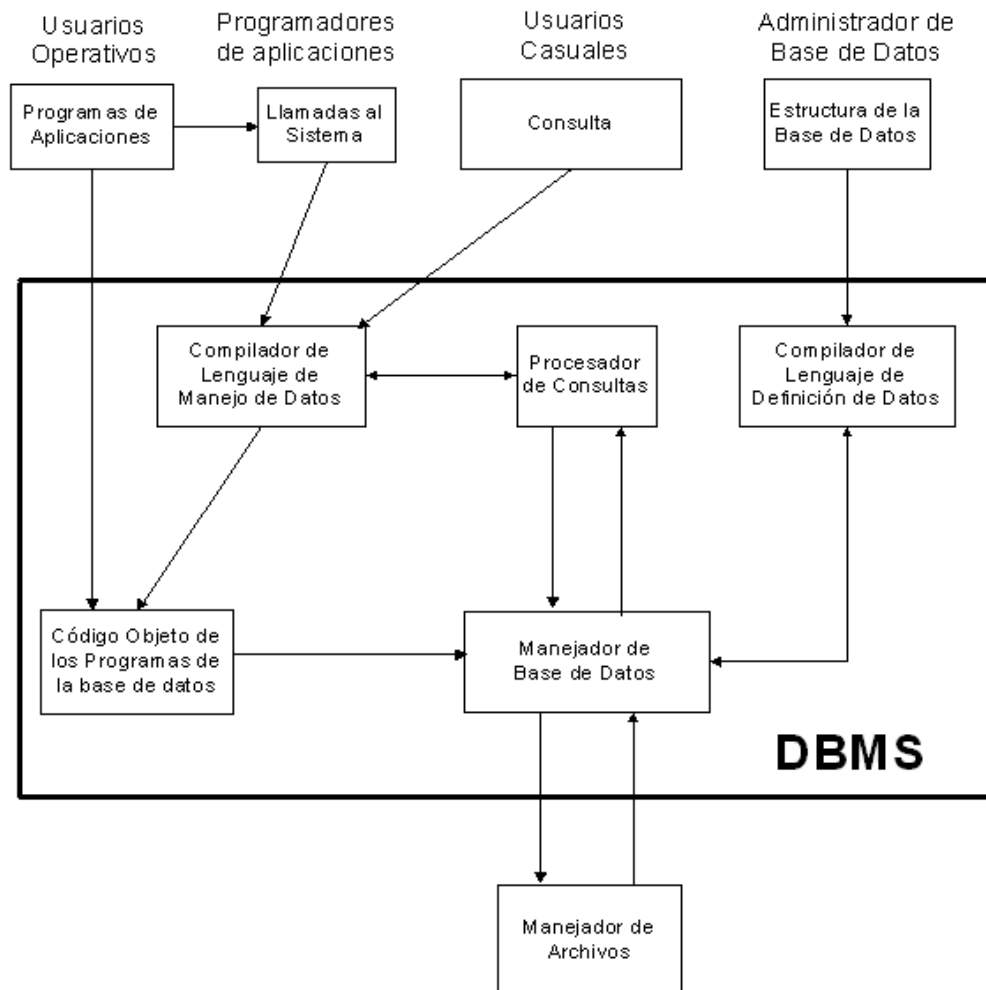 Usuarios
Operativos
Programadores
de aplicaciones
Usuarios
Casuales
Administrador de
Base de Datos
Programas de
Aplicaciones
Llamadas al
Sistema
Consulta
Estructura de la
Base de Datos
Compilador de
Lenguaje de
Manejo de Datos
Procesador
de Consultas
Compilador de
Lenguaje de
Definición de Datos
Código Objeto de
los Programas de
la base de datos
Manejador de
Base de Datos
DBMS
Manejador de
Archivos